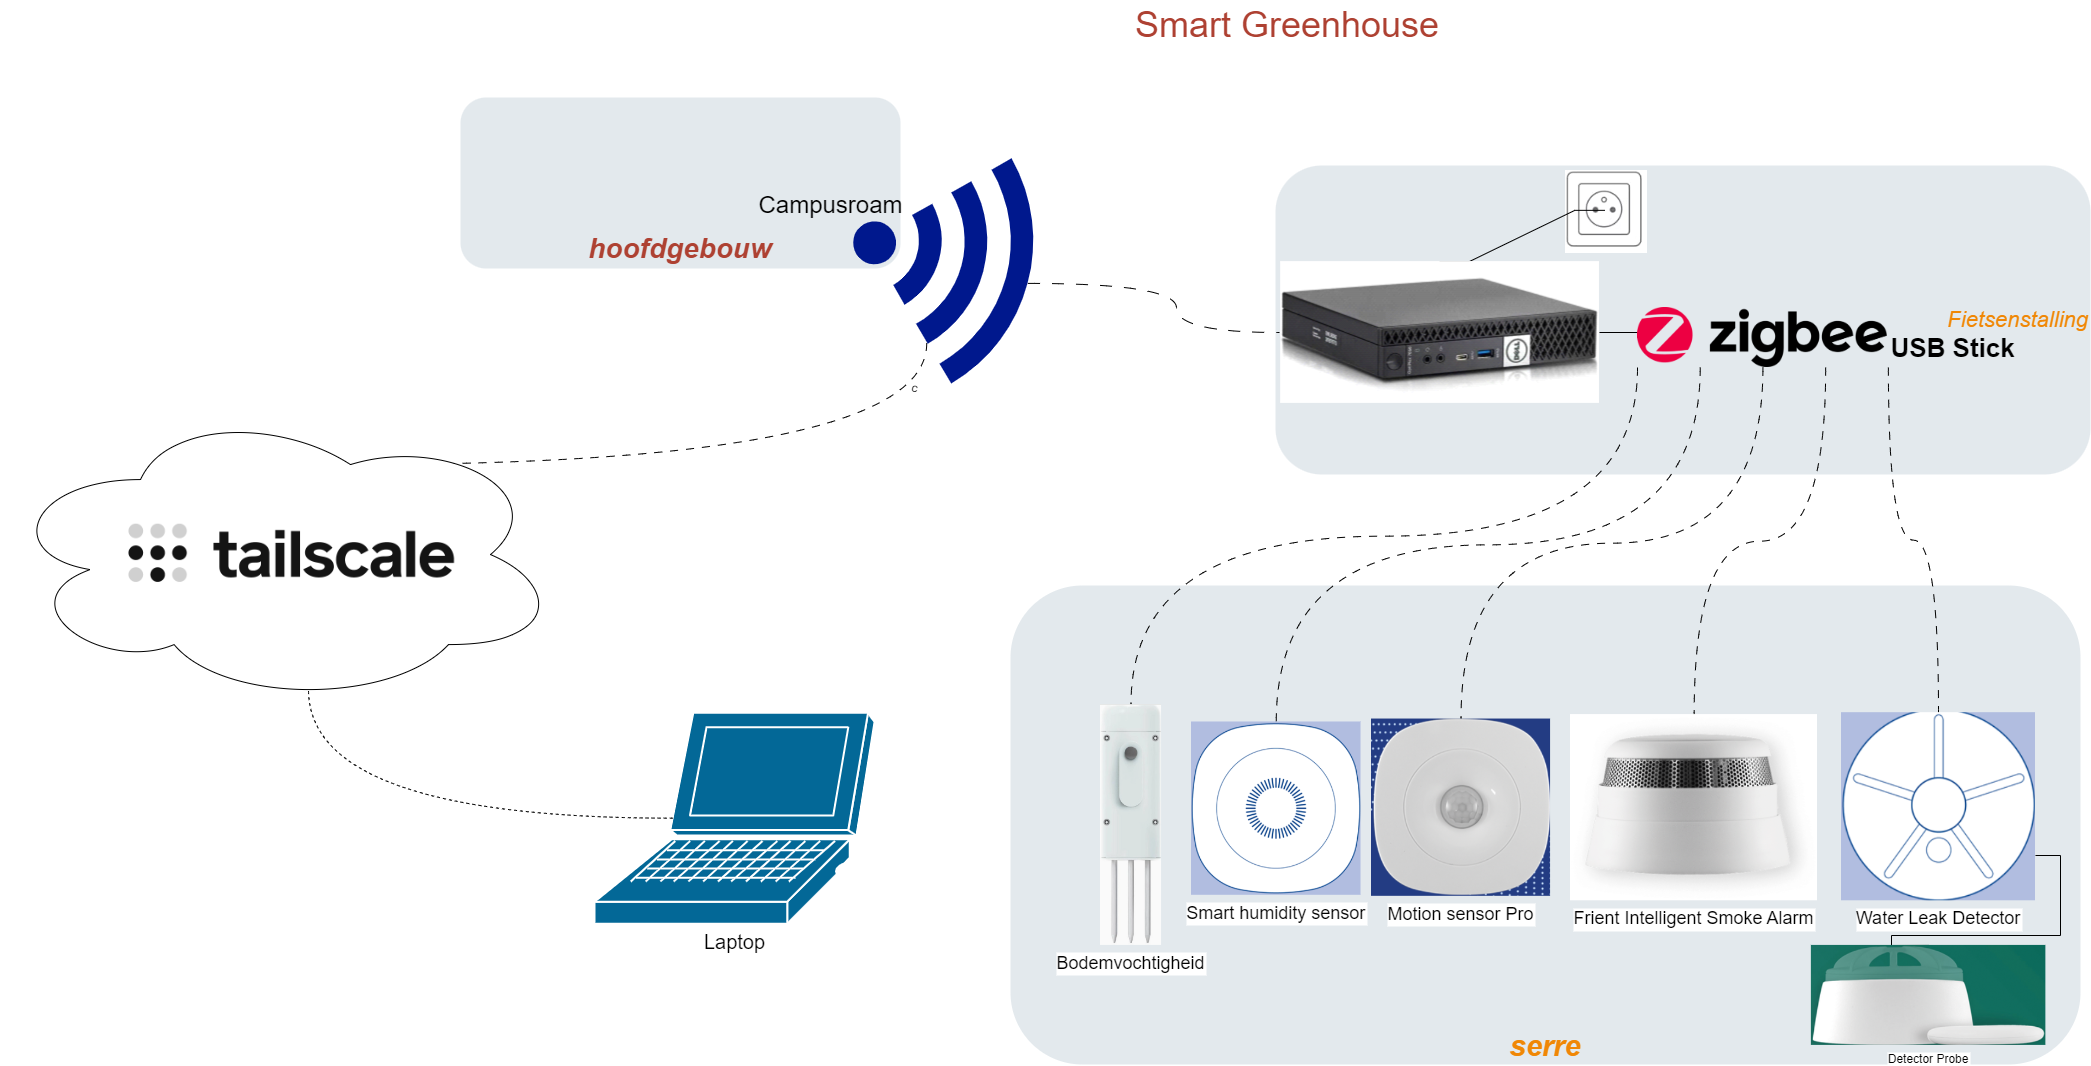 Smart Greenhouse
Campusroam
hoofdgebouw
c
zigbee
USB Stick
Fietsenstalling
DELL
tailscale
Laptop
Smart humidity sensor
Motion sensor Pro
Frient Intelligent Smoke Alarm
Water Leak Detector
Bodemvochtigheid
serre
Detector Probe